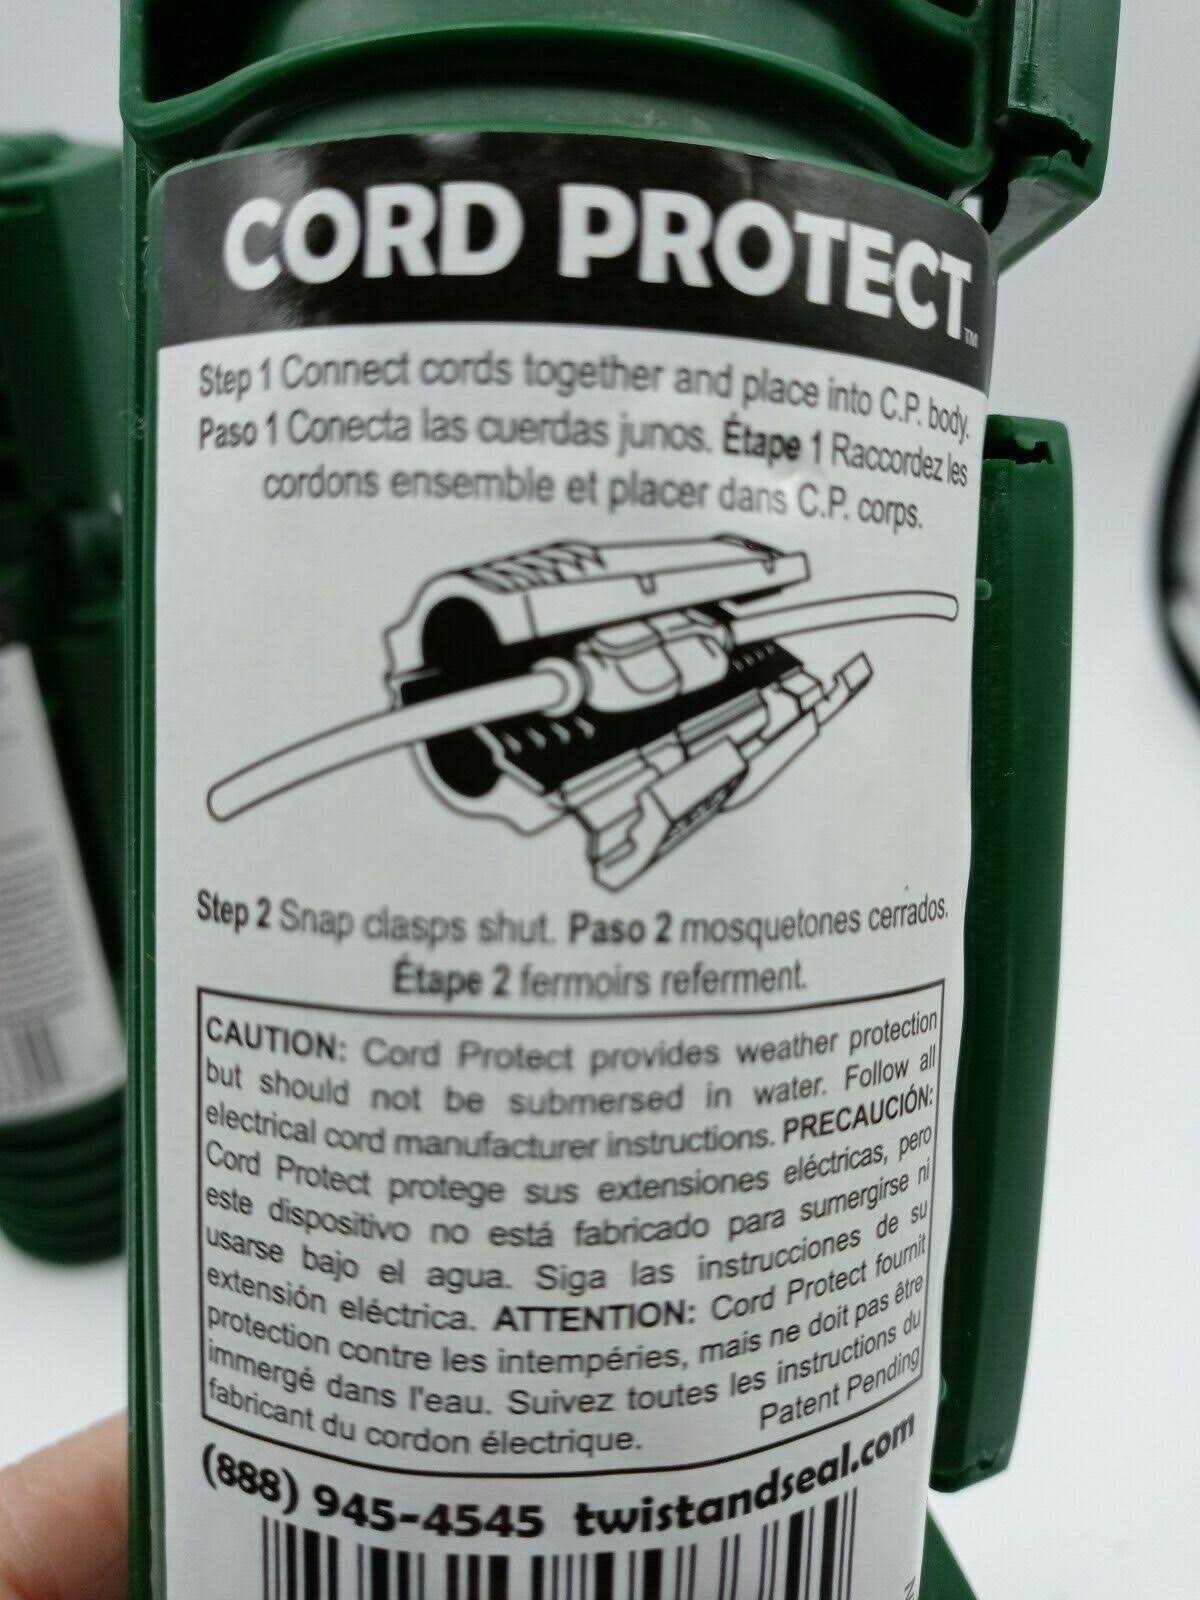 CORD PROTECT™
Step 1 Connect cords together and place into C.P. body.
Paso 1 Conecta las cuerdas junos. Étape 1 Raccordez les
cordons ensemble et placer dans C.P. corps.
Step 2 Snap clasps shut. Paso 2 mosquetones cerrados.
Étape 2 fermoirs referment.
CAUTION: Cord Protect provides weather protection
but should not be submersed in water. Follow all
electrical cord manufacturer instructions. PRECAUCIÓN:
Cord Protect protege sus extensiones eléctricas, pero
este dispositivo no está fabricado para sumergirse ni
usarse bajo el agua. Siga las instrucciones de su
extensión eléctrica. ATTENTION: Cord Protect fournit
protection contre les intempéries, mais ne doit pas être
immergé dans l'eau. Suivez toutes les instructions du
fabricant du cordon électrique. Patent Pending
(888) 945-4545 twistandseal.com